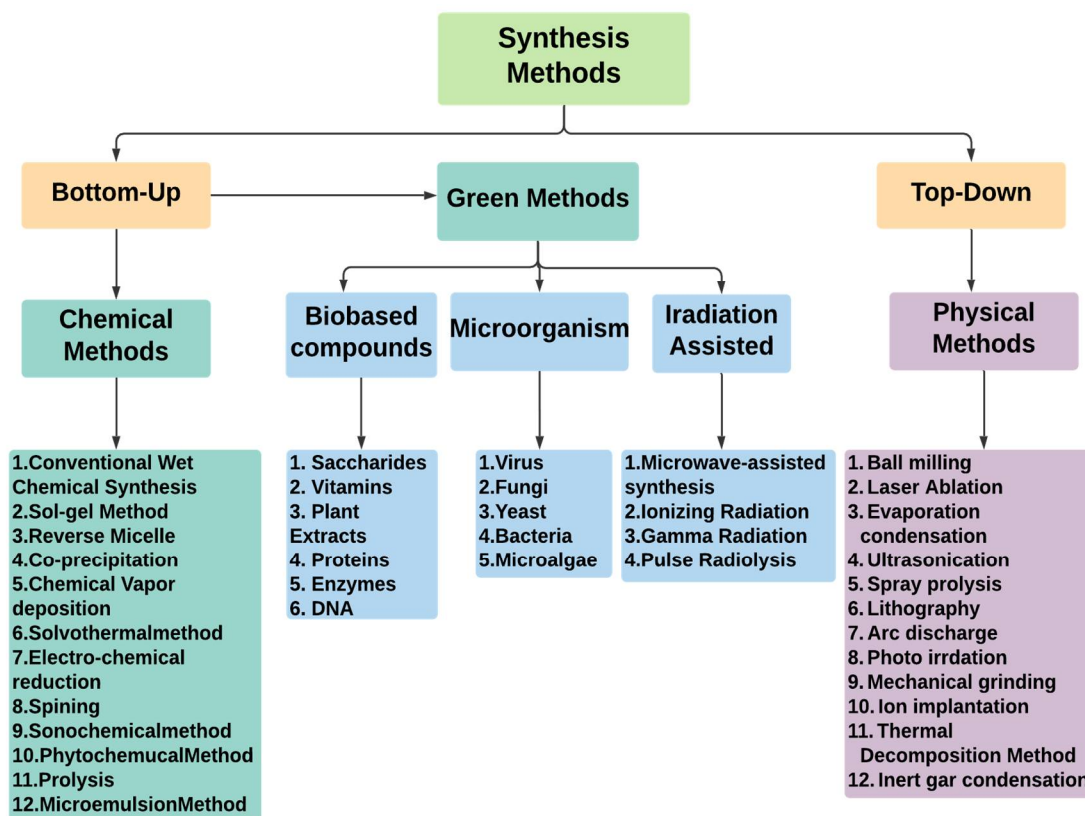 Synthesis
Methods
Bottom-Up
Green Methods
Top-Down
Chemical
Methods
Biobased
compounds
Microorganism
Iradiation
Assisted
Physical
Methods
1.Conventional Wet
Chemical Synthesis
2.Sol-gel Method
3.Reverse Micelle
4.Co-precipitation
5.Chemical Vapor
deposition
6.Solvothermalmethod
7.Electro-chemical
reduction
8.Spining
9.Sonochemicalmethod
10.PhytochemucalMethod
11.Prolysis
12.MicroemulsionMethod
1. Saccharides
2. Vitamins
3. Plant
Extracts
4. Proteins
5. Enzymes
6. DNA
1.Virus
2.Fungi
3.Yeast
4.Bacteria
5.Microalgae
1.Microwave-assisted
synthesis
2.Ionizing Radiation
3.Gamma Radiation
4.Pulse Radiolysis
1. Ball milling
2. Laser Ablation
3. Evaporation
condensation
4. Ultrasonication
5. Spray prolysis
6. Lithography
7. Arc discharge
8. Photo irrdation
9. Mechanical grinding
10. Ion implantation
11. Thermal
Decomposition Method
12. Inert gar condensation